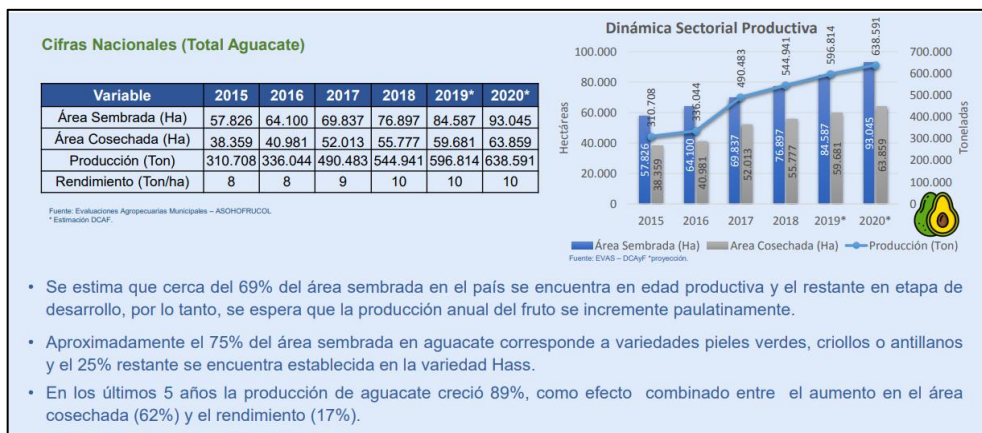 Cifras Nacionales (Total Aguacate)
Variable 2015 2016 2017 2018 2019* 2020*
Área Sembrada (Ha) 57.826 64.100 69.837 76.897 84.587 93.045
Área Cosechada (Ha) 38.359 40.981 52.013 55.777 59.681 63.859
Producción (Ton) 310.708 336.044 490.483 544.941 596.814 638.591
Rendimiento (Ton/ha) 8 8 9 10 10 10
Fuente: Evaluaciones Agropecuarias Municipales – ASOHOFRUCOL
* Estimación DCAF.
Dinámica Sectorial Productiva
Hectáreas
100.000
80.000
60.000
40.000
20.000
0
310.708 336.044 490.483 544.941 596.814 638.591
57.826 38.359 64.100 40.981 69.837 52.013 76.897 55.777 84.587 59.681 93.045 63.859
700.000
600.000
500.000
400.000
300.000
200.000
100.000
0
Toneladas
2015 2016 2017 2018 2019* 2020*
Área Sembrada (Ha) Area Cosechada (Ha) Producción (Ton)
Fuente: EVAS – DCAyF *proyección.
• Se estima que cerca del 69% del área sembrada en el país se encuentra en edad productiva y el restante en etapa de
desarrollo, por lo tanto, se espera que la producción anual del fruto se incremente paulatinamente.
• Aproximadamente el 75% del área sembrada en aguacate corresponde a variedades pieles verdes, criollos o antillanos
y el 25% restante se encuentra establecida en la variedad Hass.
• En los últimos 5 años la producción de aguacate creció 89%, como efecto combinado entre el aumento en el área
cosechada (62%) y el rendimiento (17%).